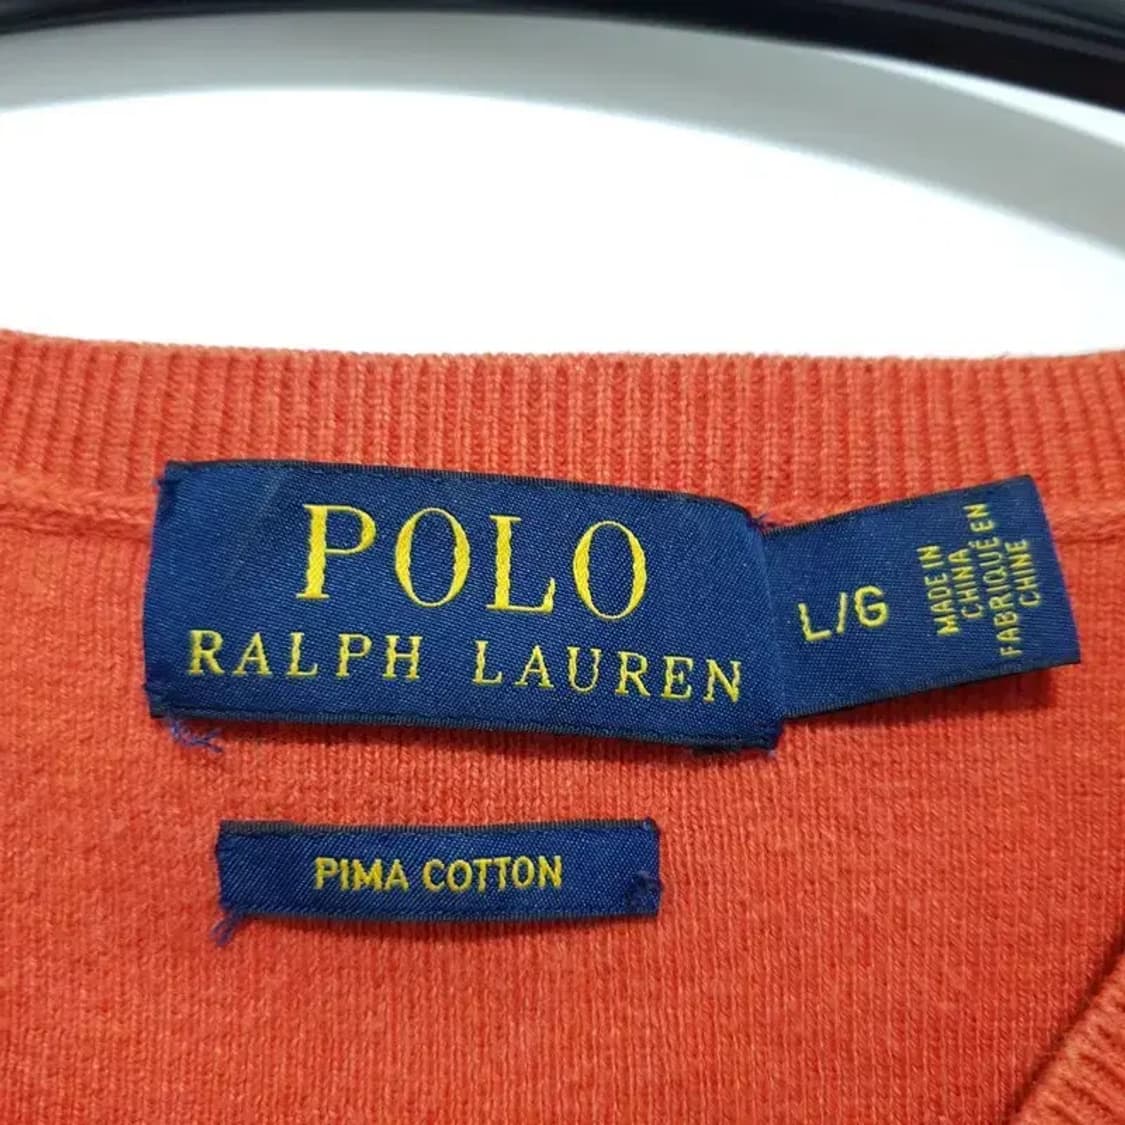 POLO
RALPH LAUREN
L/G
MADE IN
CHINA
FABRIQUÉ EN
CHINE
PIMA COTTON